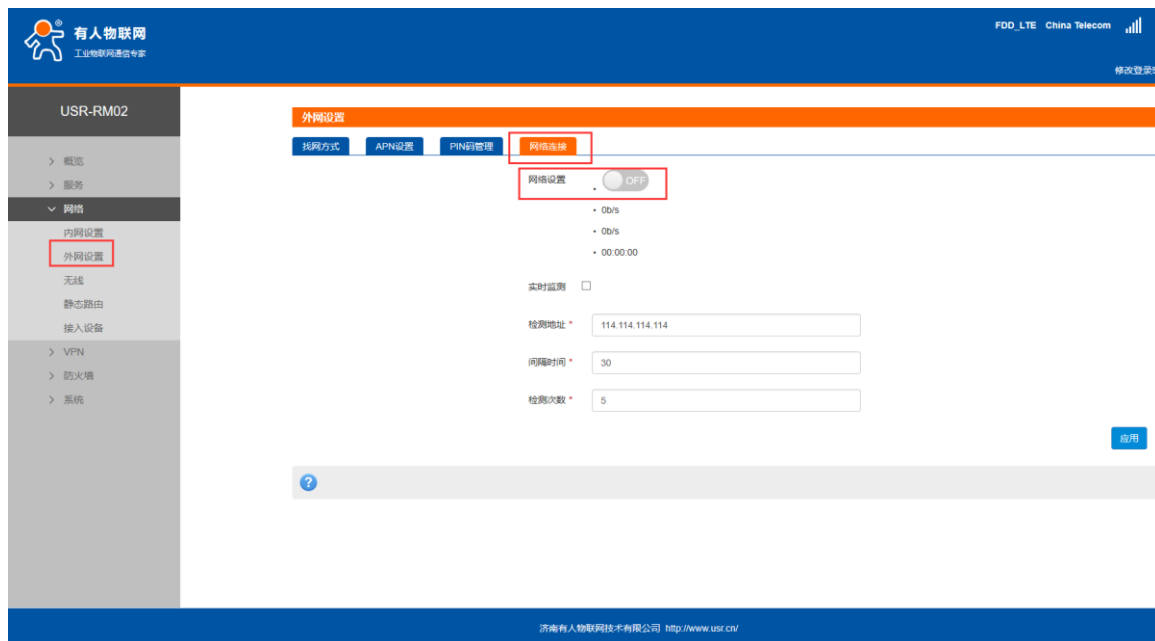 有人物联网
工业物联网通信专家
FDD_LTE China Telecom
修改登录
USR-RM02
> 概览
> 服务
网络
内网设置
外网设置
无线
静态路由
接入设备
> VPN
> 防火墙
> 系统
外网设置
找网方式 APN设置 PIN码管理 网络连接
网络设置 OFF
• 0b/s
• 0b/s
• 00:00:00
实时监测
检测地址 * 114.114.114.114
间隔时间 * 30
检测次数 * 5
应用
?
济南有人物联网技术有限公司 http://www.usr.cn/